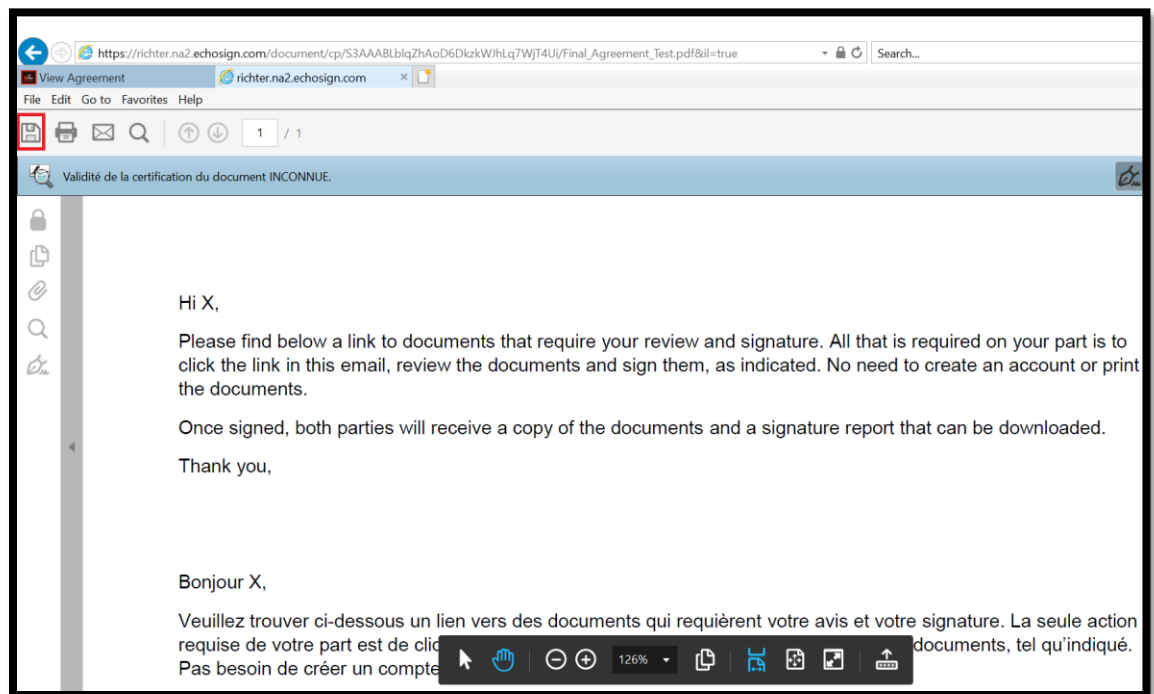 https://richter.na2.echosign.com/document/cp/S3AAABLblqZhAoD6DkzkWJhLq7WjT4Ui/Final_Agreement_Test.pdf&il=true
Search...
View Agreement
richter.na2.echosign.com
File Edit Go to Favorites Help
1 / 1
Validité de la certification du document INCONNUE.
Hi X,
Please find below a link to documents that require your review and signature. All that is required on your part is to
click the link in this email, review the documents and sign them, as indicated. No need to create an account or print
the documents.
Once signed, both parties will receive a copy of the documents and a signature report that can be downloaded.
Thank you,
Bonjour X,
Veuillez trouver ci-dessous un lien vers des documents qui requièrent votre avis et votre signature. La seule action
requise de votre part est de clic documents, tel qu'indiqué.
Pas besoin de créer un compte
126%